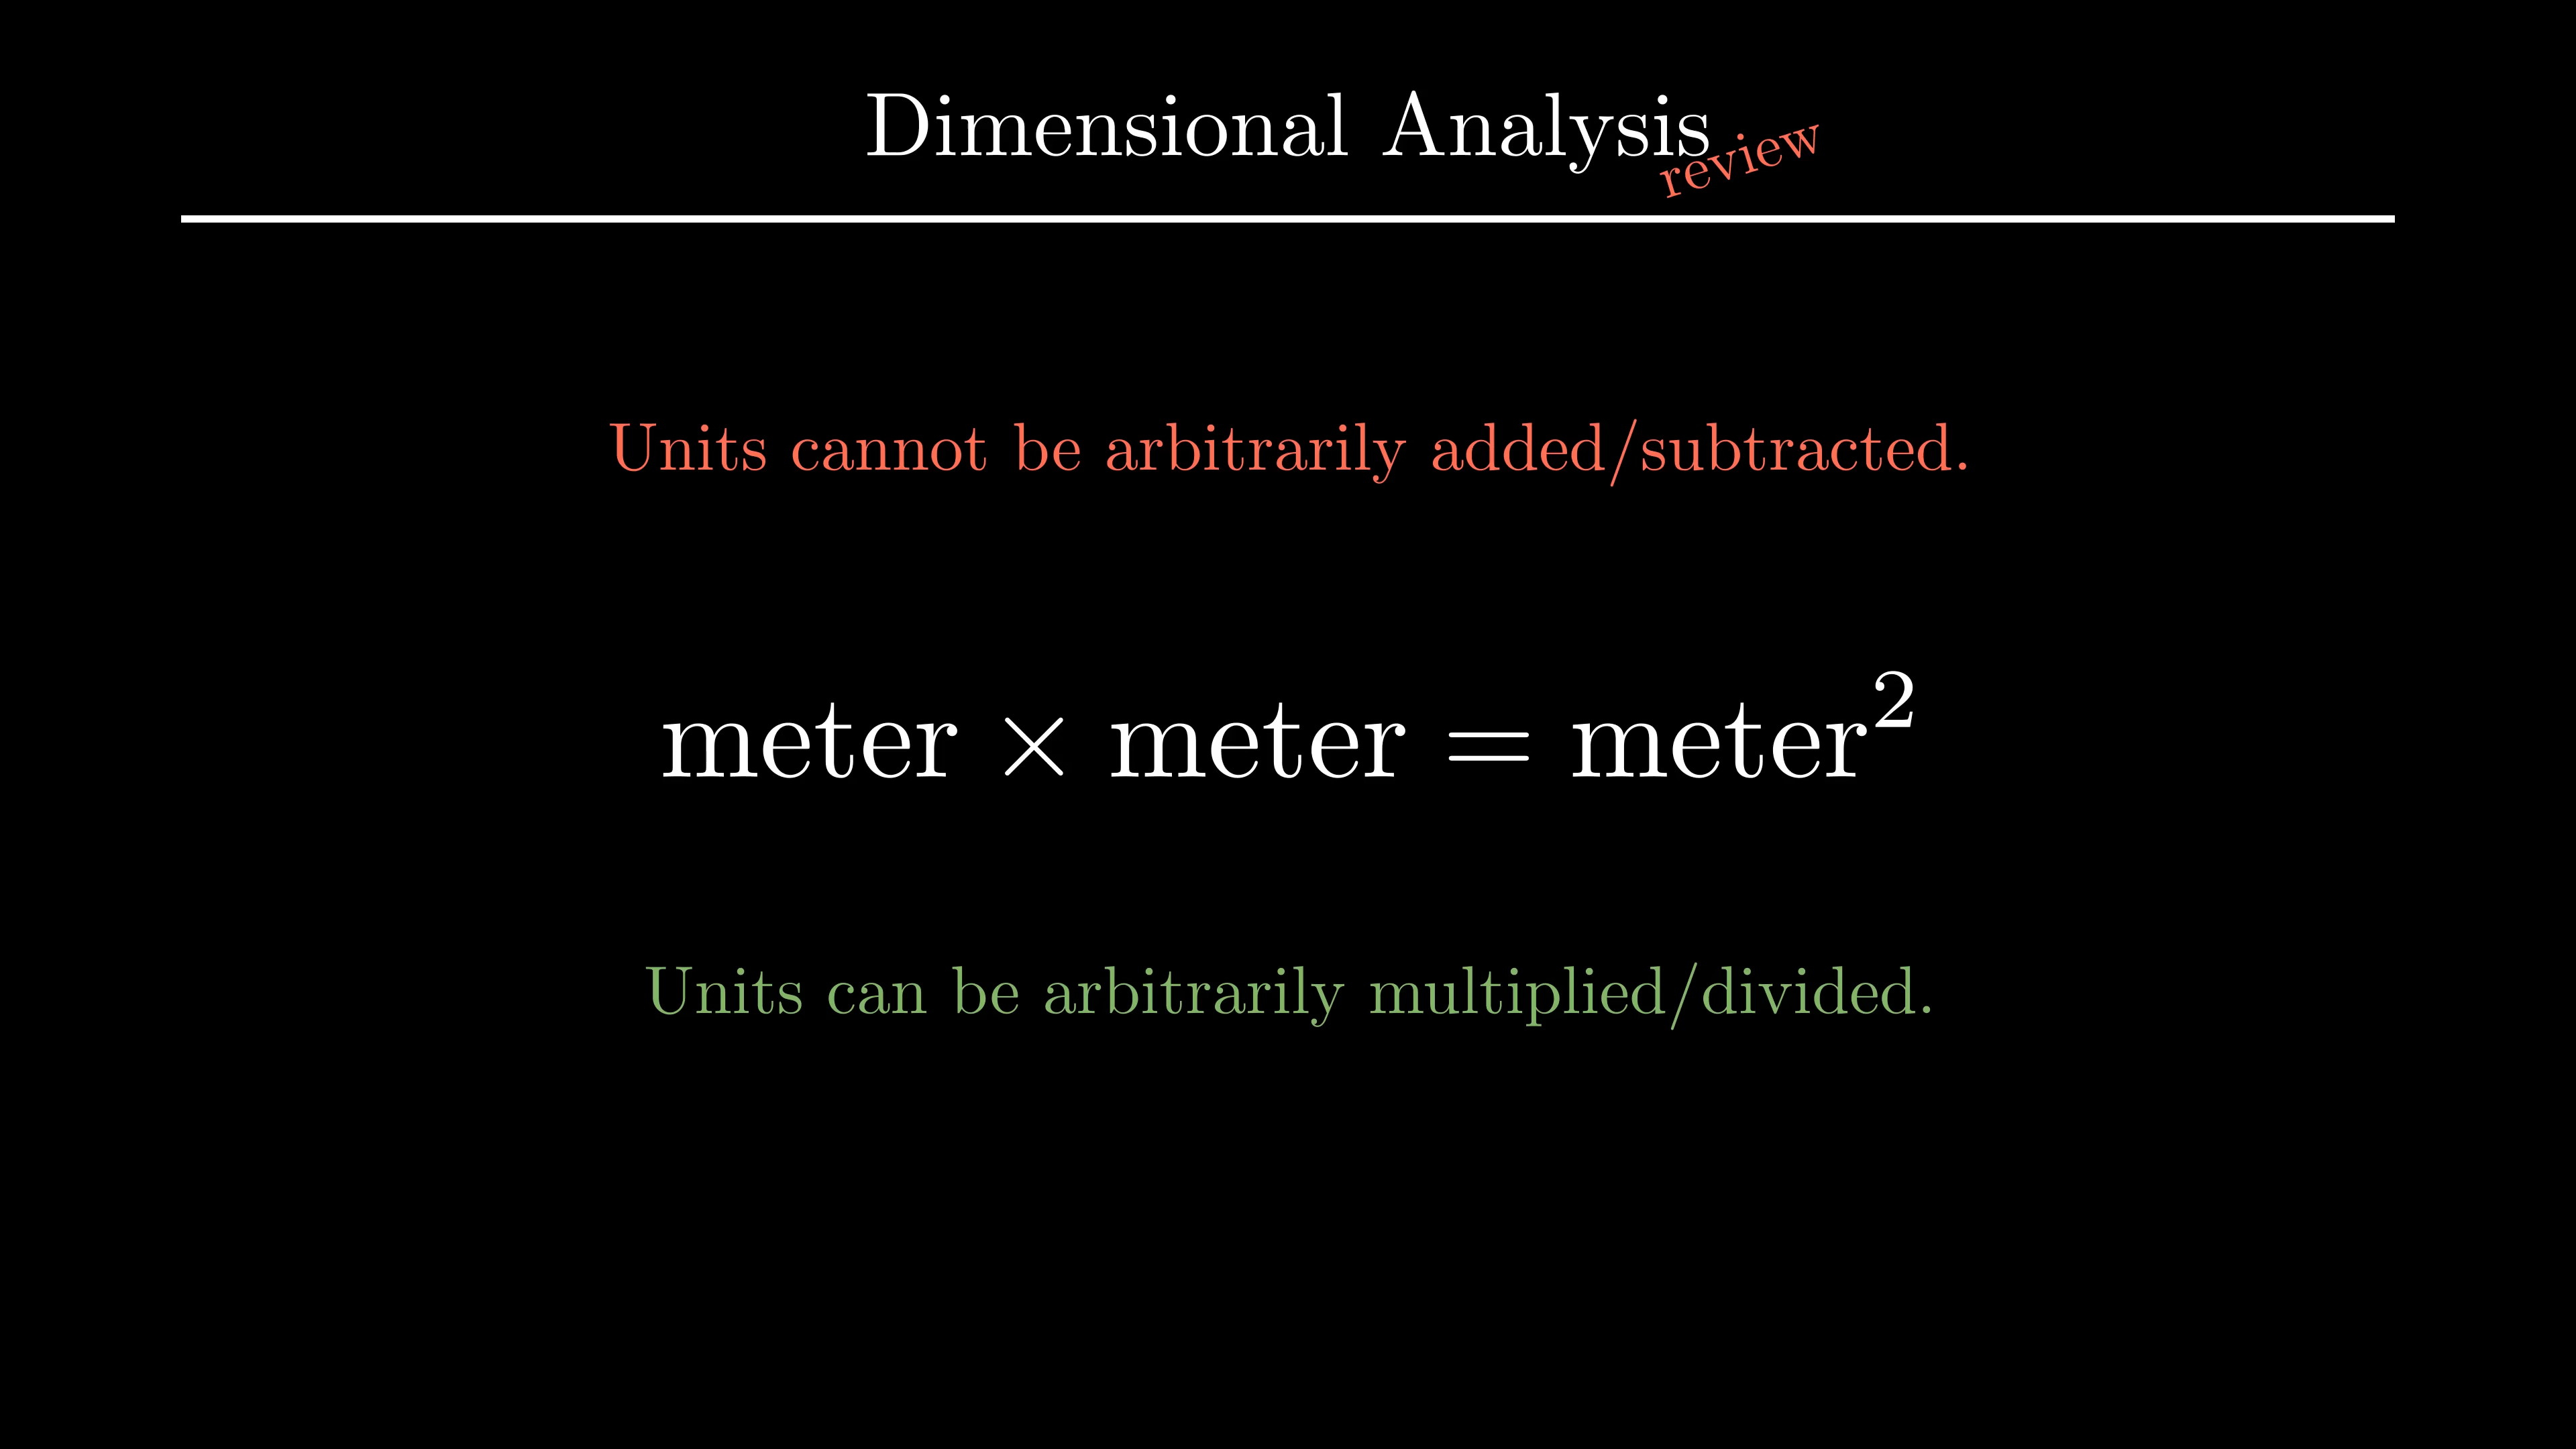 Dimensional Analysis
review
Units cannot be arbitrarily added/subtracted.
meter × meter = meter²
Units can be arbitrarily multiplied/divided.